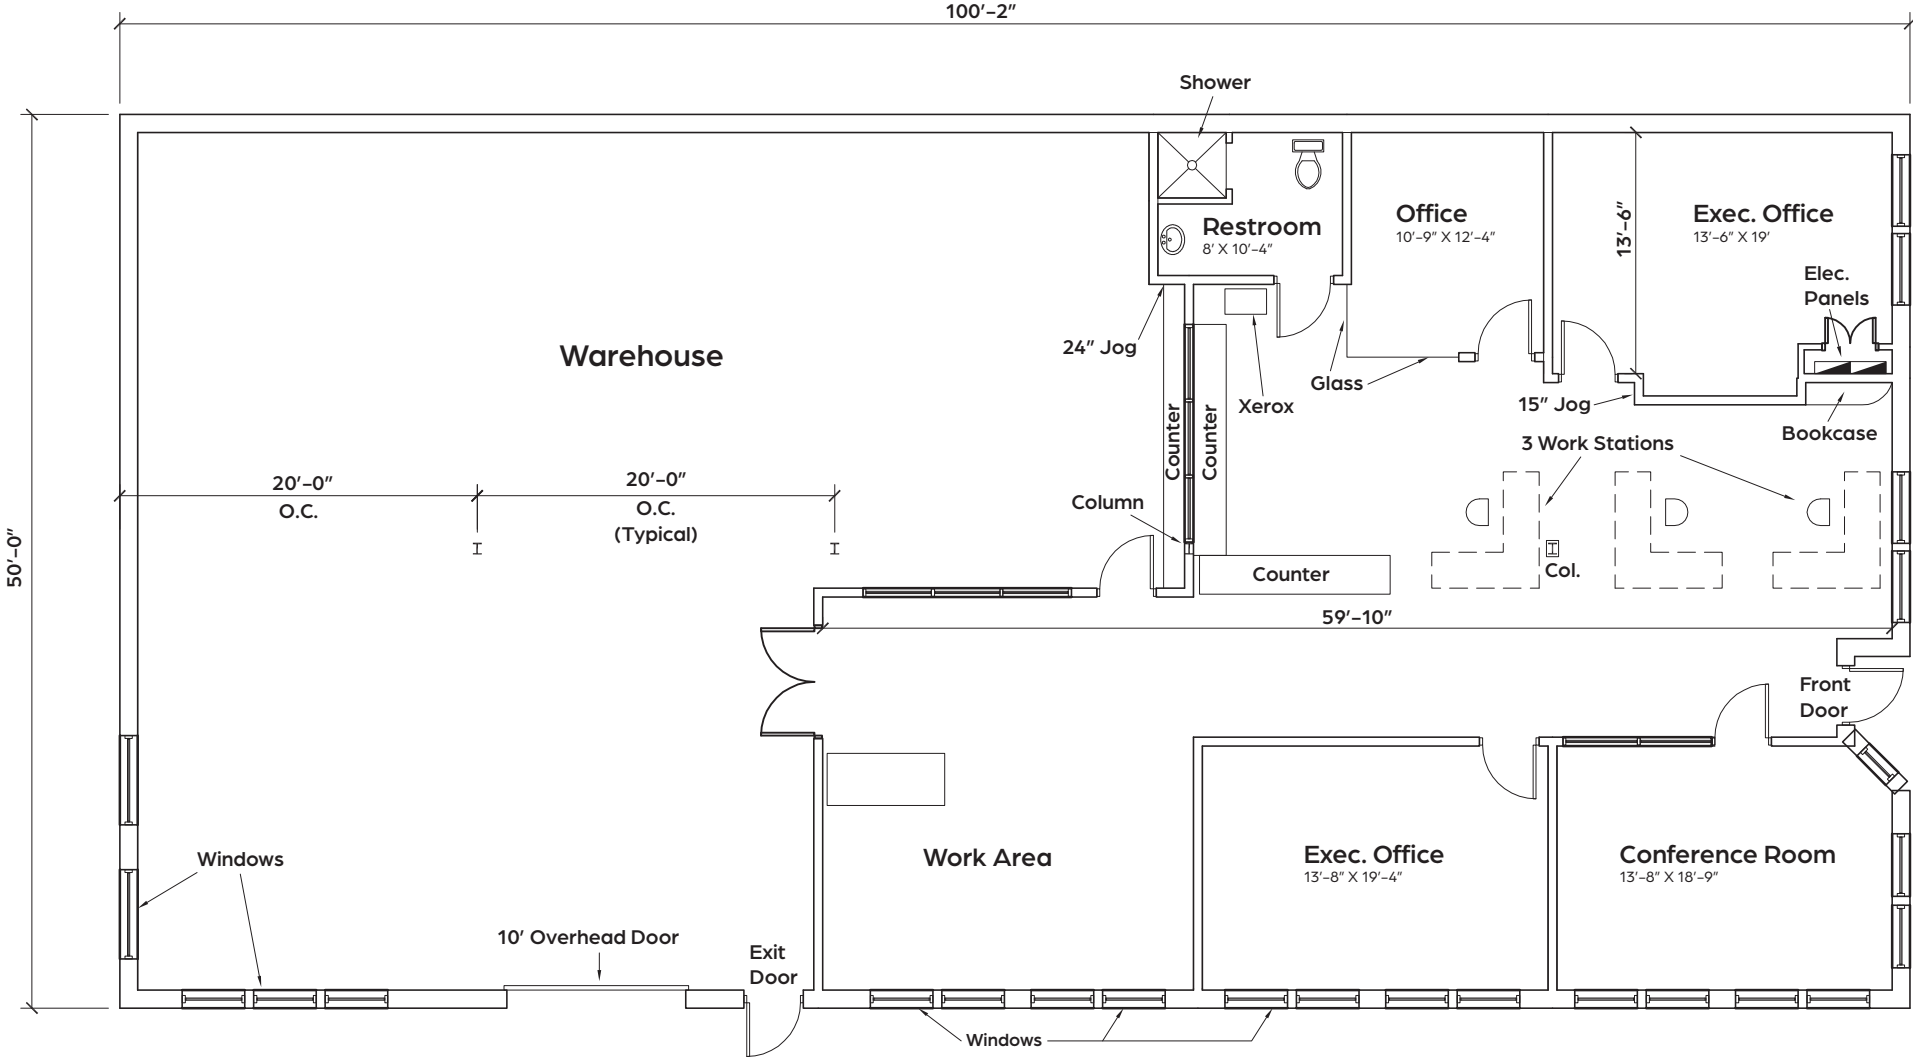 100'-2"
Shower
Restroom
8' X 10'-4"
Office
10'-9" X 12'-4"
13'-6"
Exec. Office
13'-6" X 19'
Elec.
Panels
Warehouse
24" Jog
Glass
Xerox
15" Jog
Bookcase
Counter
Counter
3 Work Stations
20'-0"
O.C.
20'-0"
O.C.
(Typical)
Column
50'-0"
Counter
Col.
59'-10"
Front
Door
Windows
Work Area
Exec. Office
13'-8" X 19'-4"
Conference Room
13'-8" X 18'-9"
10' Overhead Door
Exit
Door
Windows